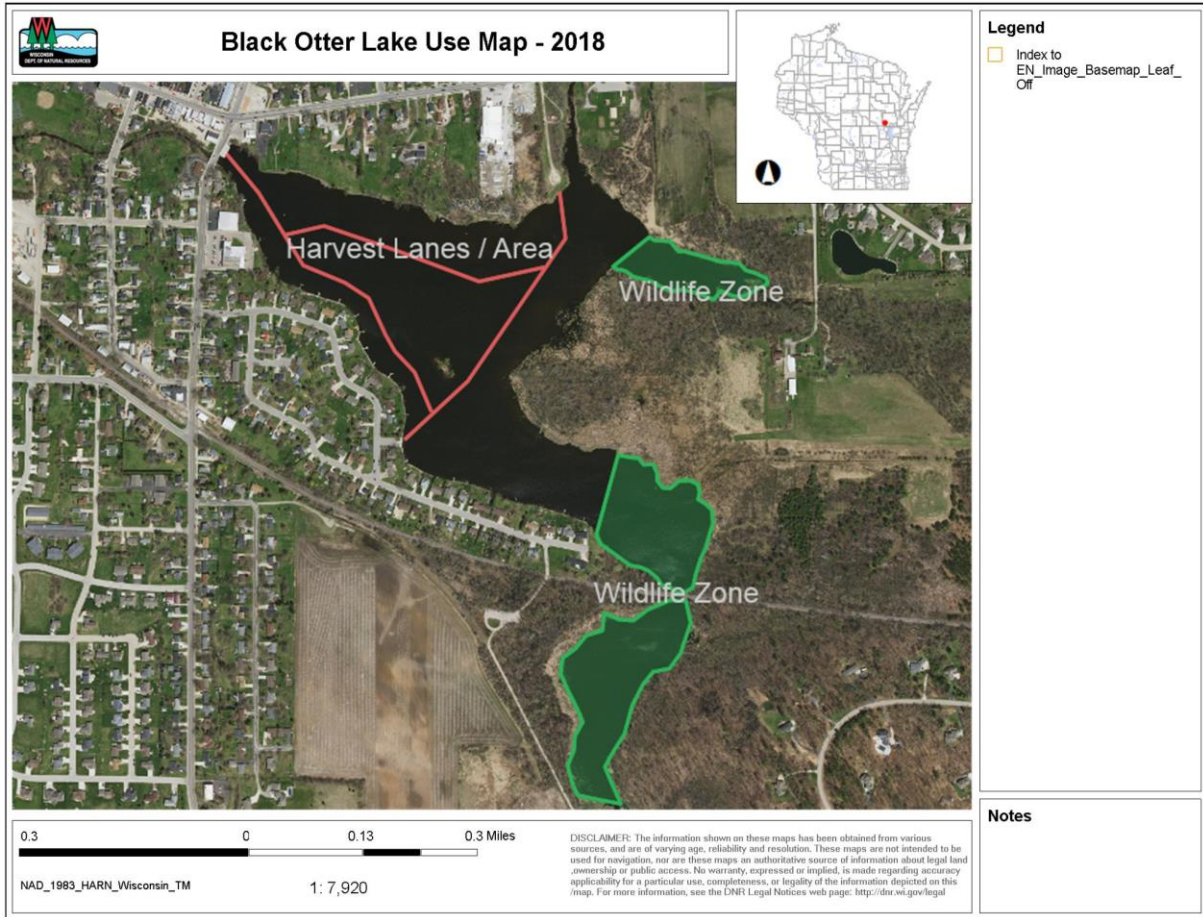 WISCONSIN
DEPT. OF NATURAL RESOURCES
Black Otter Lake Use Map - 2018
Legend
Index to
EN_Image_Basemap_Leaf_
Off
Harvest Lanes / Area
Wildlife Zone
Wildlife Zone
0.3 0 0.13 0.3 Miles
NAD_1983_HARN_Wisconsin_TM
1: 7,920
DISCLAIMER: The information shown on these maps has been obtained from various
sources, and are of varying age, reliability and resolution. These maps are not intended to be
used for navigation, nor are these maps an authoritative source of information about legal land
,ownership or public access. No warranty, expressed or implied, is made regarding accuracy
applicability for a particular use, completeness, or legality of the information depicted on this
/map. For more information, see the DNR Legal Notices web page: http://dnr.wi.gov/legal
Notes